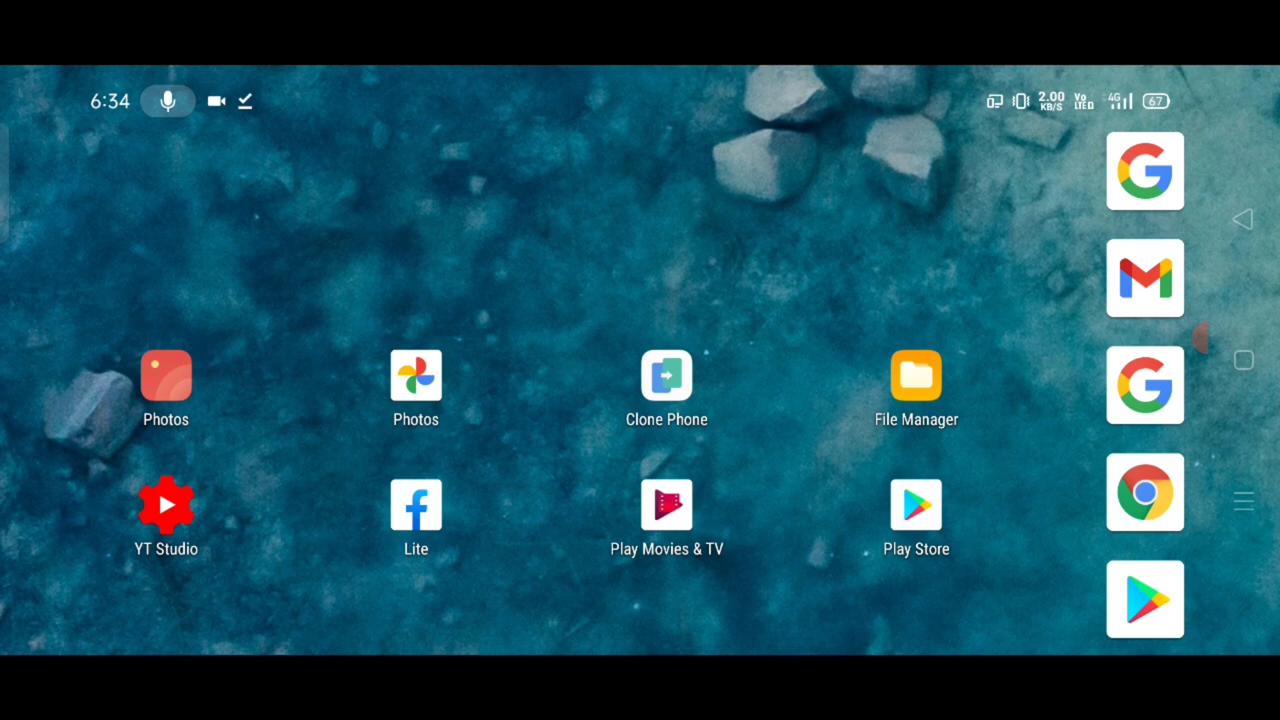 6:34
2.00
KB/S
Vo
LTED
4G
67
Photos
Photos
Clone Phone
File Manager
YT Studio
Lite
Play Movies & TV
Play Store